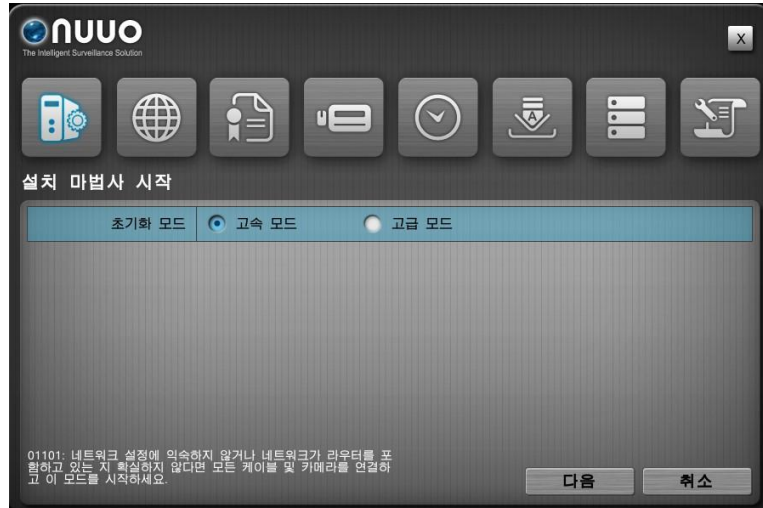 nuuo
The Intelligent Surveillance Solution
X
A
설치 마법사 시작
초기화 모드 고속 모드 고급 모드
01101: 네트워크 설정에 익숙하지 않거나 네트워크가 라우터를 포
함하고 있는 지 확실하지 않다면 모든 케이블 및 카메라를 연결하
고 이 모드를 시작하세요.
다음 취소